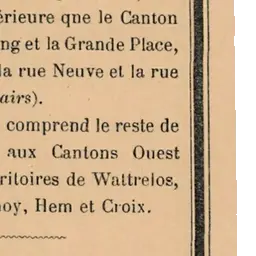 érieure que le Canton
ng et la Grande Place,
la rue Neuve et la rue
airs).
comprend le reste de
aux Cantons Ouest
ritoires de Wattrelos,
oy, Hem et Croix.